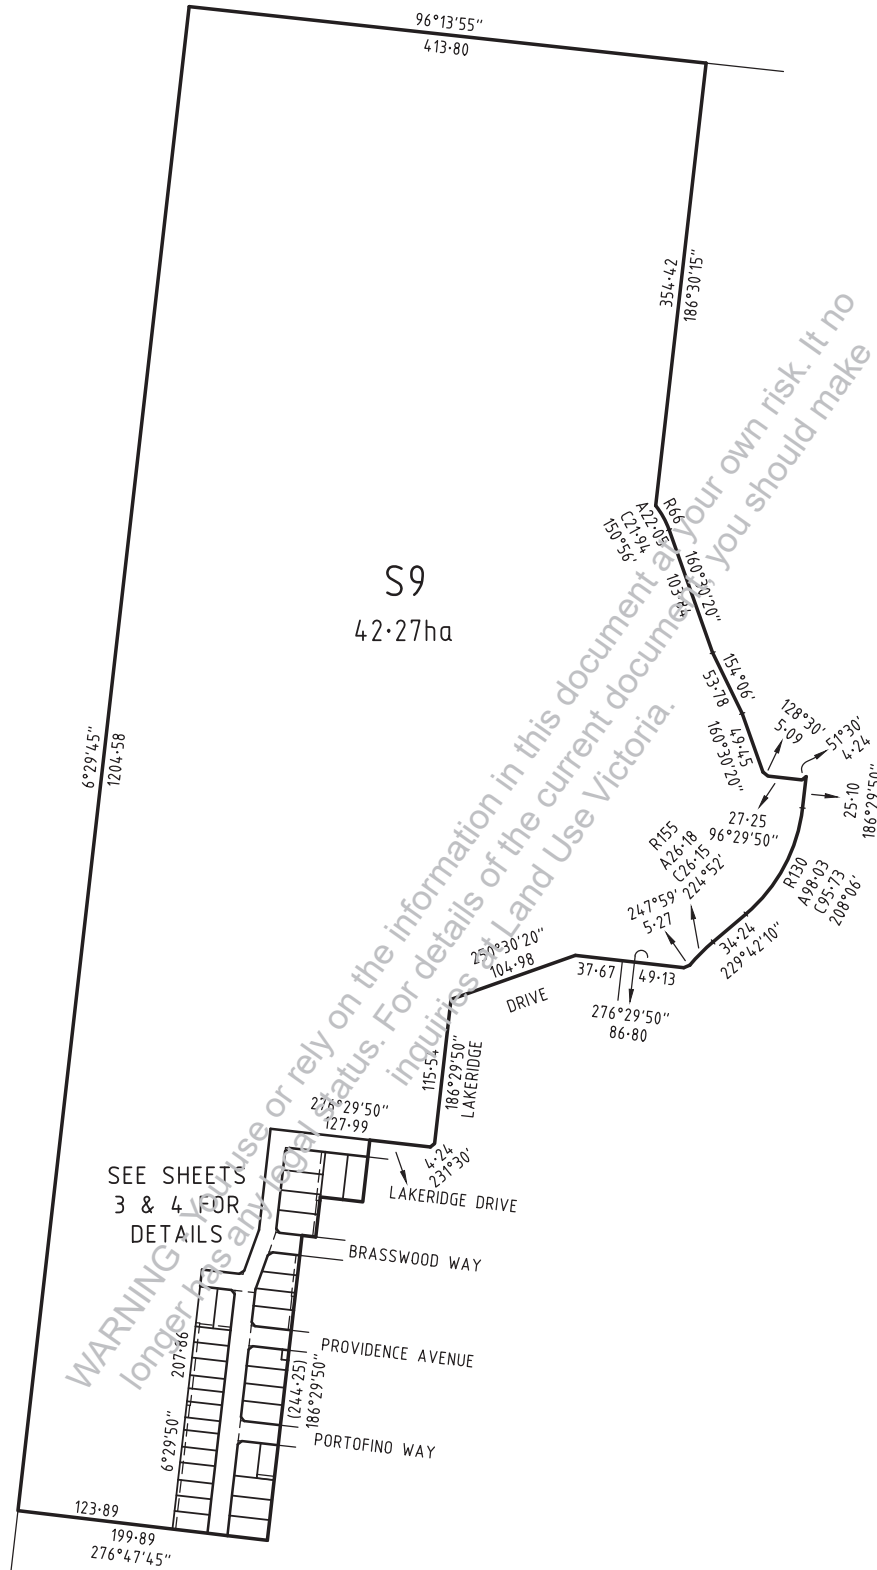 96°13'55"
413·80
354·42
186°30'15"
R66
A22·05
C21·94
150°56'
160°30'20"
103·84
S9
42·27ha
154°06'
53·78
49·45
160°30'20"
128°30'
5·09
51°30'
4·24
25·10
186°29'50"
27·25
96°29'50"
6°29'45"
1204·58
R155
A26·18
C26·15
224°52'
247°59'
5·27
R130
A98·03
C95·73
208°06'
34·24
229°42'10"
250°30'20"
104·98
DRIVE
37·67
49·13
276°29'50"
86·80
115·54
186°29'50"
LAKERIDGE
276°29'50"
127·99
4·24
231°30'
SEE SHEETS
3 & 4 FOR
DETAILS
LAKERIDGE DRIVE
BRASSWOOD WAY
PROVIDENCE AVENUE
PORTOFINO WAY
207·86
6°29'50"
(244·25)
186°29'50"
123·89
199·89
276°47'45"
WARNING - You use or rely on the information in this document at your own risk. It no
longer has any legal status. For details of the current document, you should make
inquiries at Land Use Victoria.